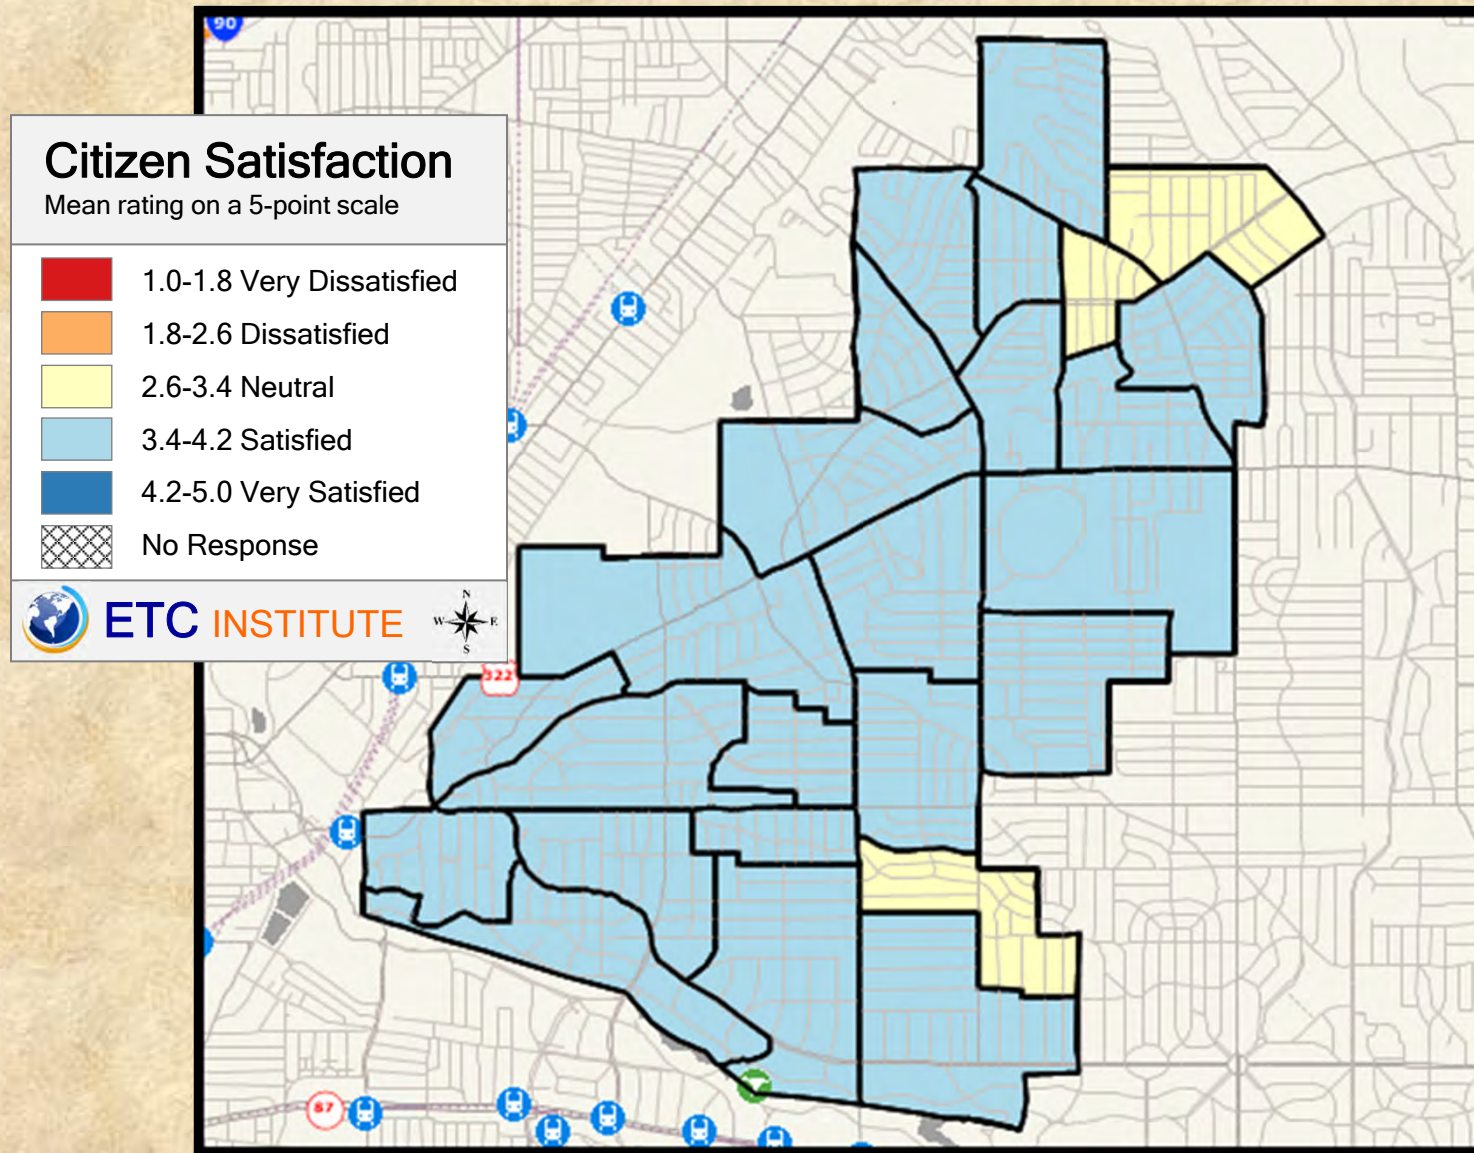 90
Citizen Satisfaction
Mean rating on a 5-point scale
1.0-1.8 Very Dissatisfied
1.8-2.6 Dissatisfied
2.6-3.4 Neutral
3.4-4.2 Satisfied
4.2-5.0 Very Satisfied
No Response
ETC INSTITUTE
N
W E
S
322
87